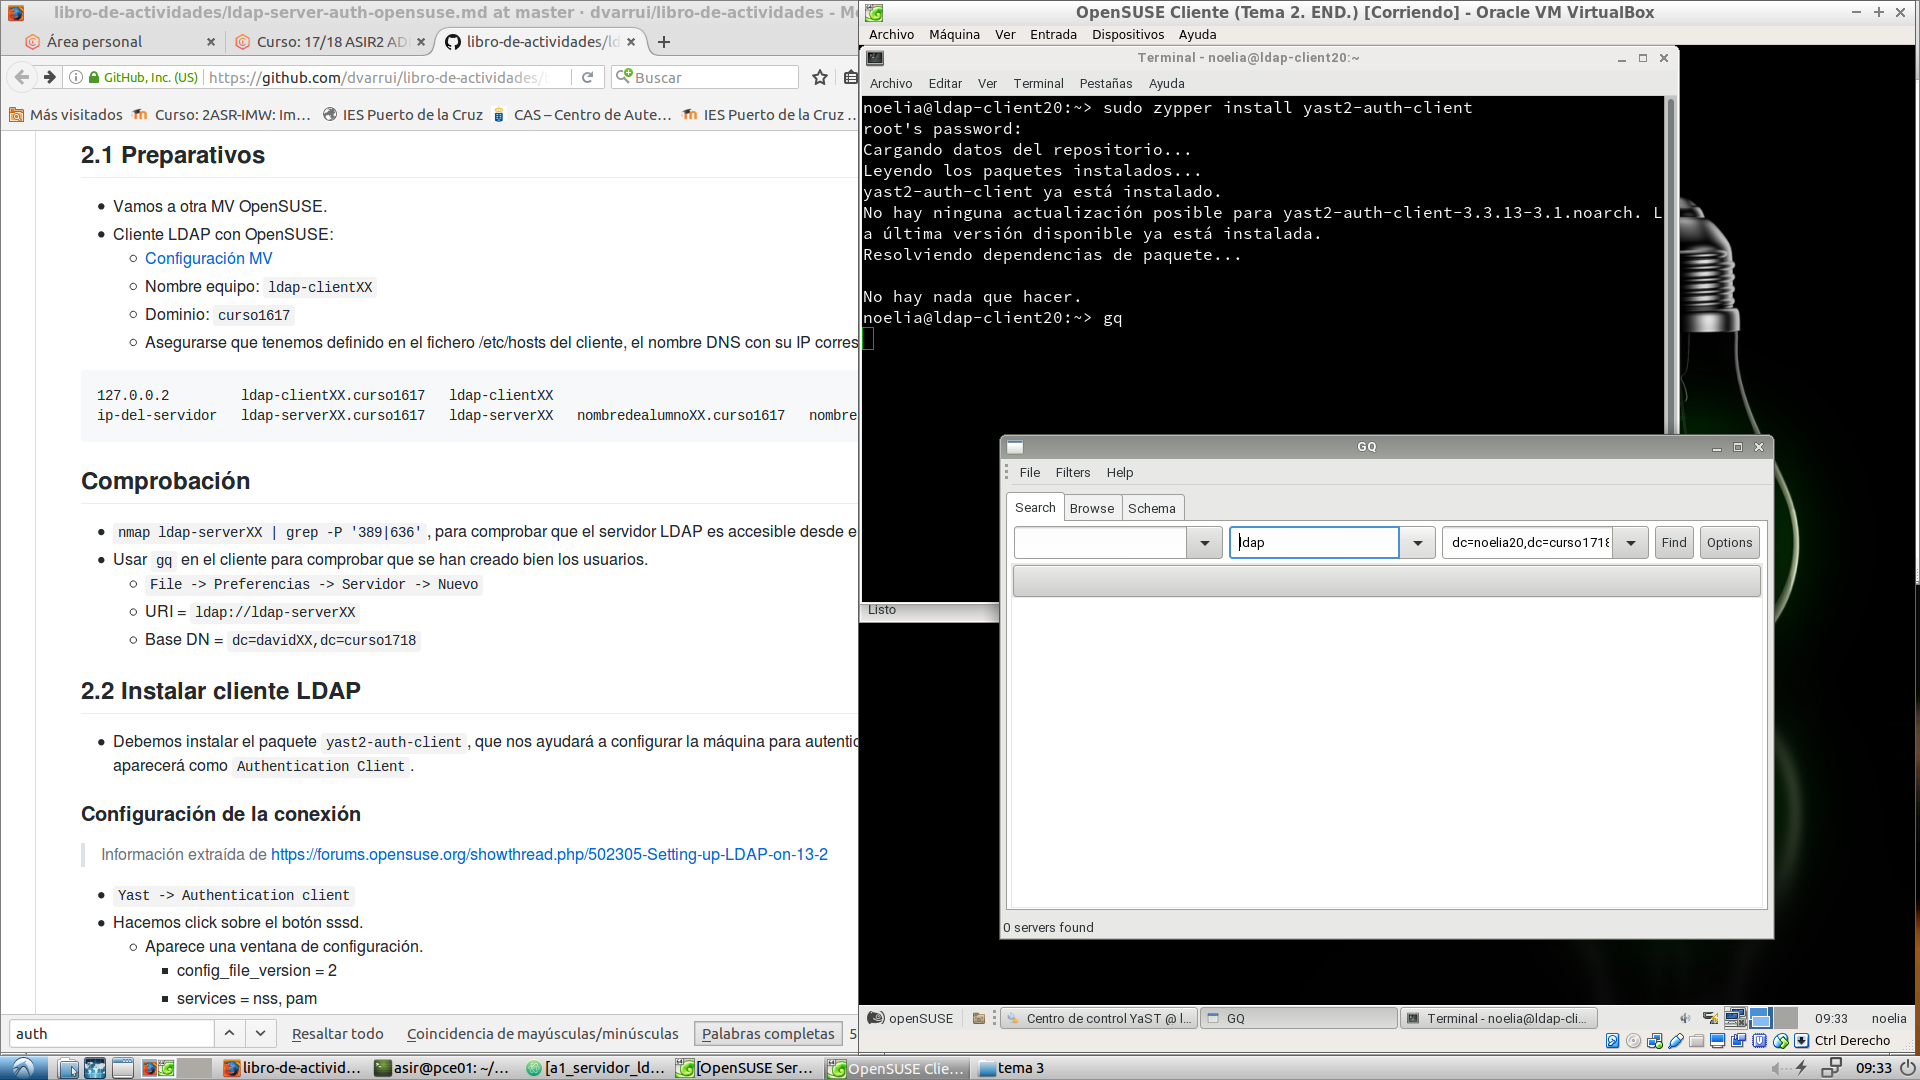 libro-de-actividades/ldap-server-auth-opensuse.md at master · dvarrui/libro-de-actividades - Mo
Área personal
Curso: 17/18 ASIR2 AD
libro-de-actividades/ld
GitHub, Inc. (US)
https://github.com/dvarrui/libro-de-actividades/b
Buscar
Más visitados
Curso: 2ASR-IMW: Im...
IES Puerto de la Cruz
CAS – Centro de Aute...
IES Puerto de la Cruz ...
2.1 Preparativos
Vamos a otra MV OpenSUSE.
Cliente LDAP con OpenSUSE:
Configuración MV
Nombre equipo: ldap-clientXX
Dominio: curso1617
Asegurarse que tenemos definido en el fichero /etc/hosts del cliente, el nombre DNS con su IP corres
127.0.0.2 ldap-clientXX.curso1617 ldap-clientXX
ip-del-servidor ldap-serverXX.curso1617 ldap-serverXX nombredealumnoXX.curso1617 nombre
Comprobación
nmap ldap-serverXX | grep -P '389|636' , para comprobar que el servidor LDAP es accesible desde e
Usar gq en el cliente para comprobar que se han creado bien los usuarios.
File -> Preferencias -> Servidor -> Nuevo
URI = ldap://ldap-serverXX
Base DN = dc=davidXX,dc=curso1718
2.2 Instalar cliente LDAP
Debemos instalar el paquete yast2-auth-client , que nos ayudará a configurar la máquina para autentic
aparecerá como Authentication Client .
Configuración de la conexión
Información extraída de https://forums.opensuse.org/showthread.php/502305-Setting-up-LDAP-on-13-2
Yast -> Authentication client
Hacemos click sobre el botón sssd.
Aparece una ventana de configuración.
config_file_version = 2
services = nss, pam
auth
Resaltar todo
Coincidencia de mayúsculas/minúsculas
Palabras completas
5
OpenSUSE Cliente (Tema 2. END.) [Corriendo] - Oracle VM VirtualBox
Archivo Máquina Ver Entrada Dispositivos Ayuda
Terminal - noelia@ldap-client20:~
Archivo Editar Ver Terminal Pestañas Ayuda
noelia@ldap-client20:~> sudo zypper install yast2-auth-client
root's password:
Cargando datos del repositorio...
Leyendo los paquetes instalados...
yast2-auth-client ya está instalado.
No hay ninguna actualización posible para yast2-auth-client-3.3.13-3.1.noarch. L
a última versión disponible ya está instalada.
Resolviendo dependencias de paquete...
No hay nada que hacer.
noelia@ldap-client20:~> gq
Listo
GQ
File Filters Help
Search Browse Schema
ldap
dc=noelia20,dc=curso1718
Find
Options
0 servers found
openSUSE
Centro de control YaST @ l...
GQ
Terminal - noelia@ldap-cli...
09:33
noelia
Ctrl Derecho
libro-de-activid...
asir@pce01: ~/...
[a1_servidor_ld...
[OpenSUSE Ser...
OpenSUSE Clie...
tema 3
09:33